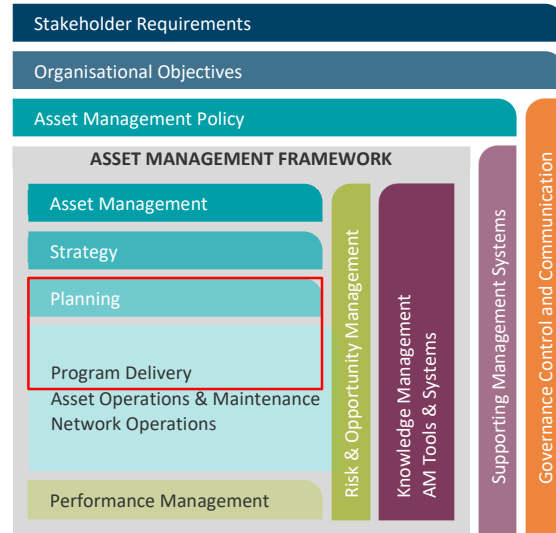 Stakeholder Requirements
Organisational Objectives
Asset Management Policy
ASSET MANAGEMENT FRAMEWORK
Asset Management
Strategy
Planning
Program Delivery
Asset Operations & Maintenance
Network Operations
Performance Management
Risk & Opportunity Management
Knowledge Management
AM Tools & Systems
Supporting Management Systems
Governance Control and Communication